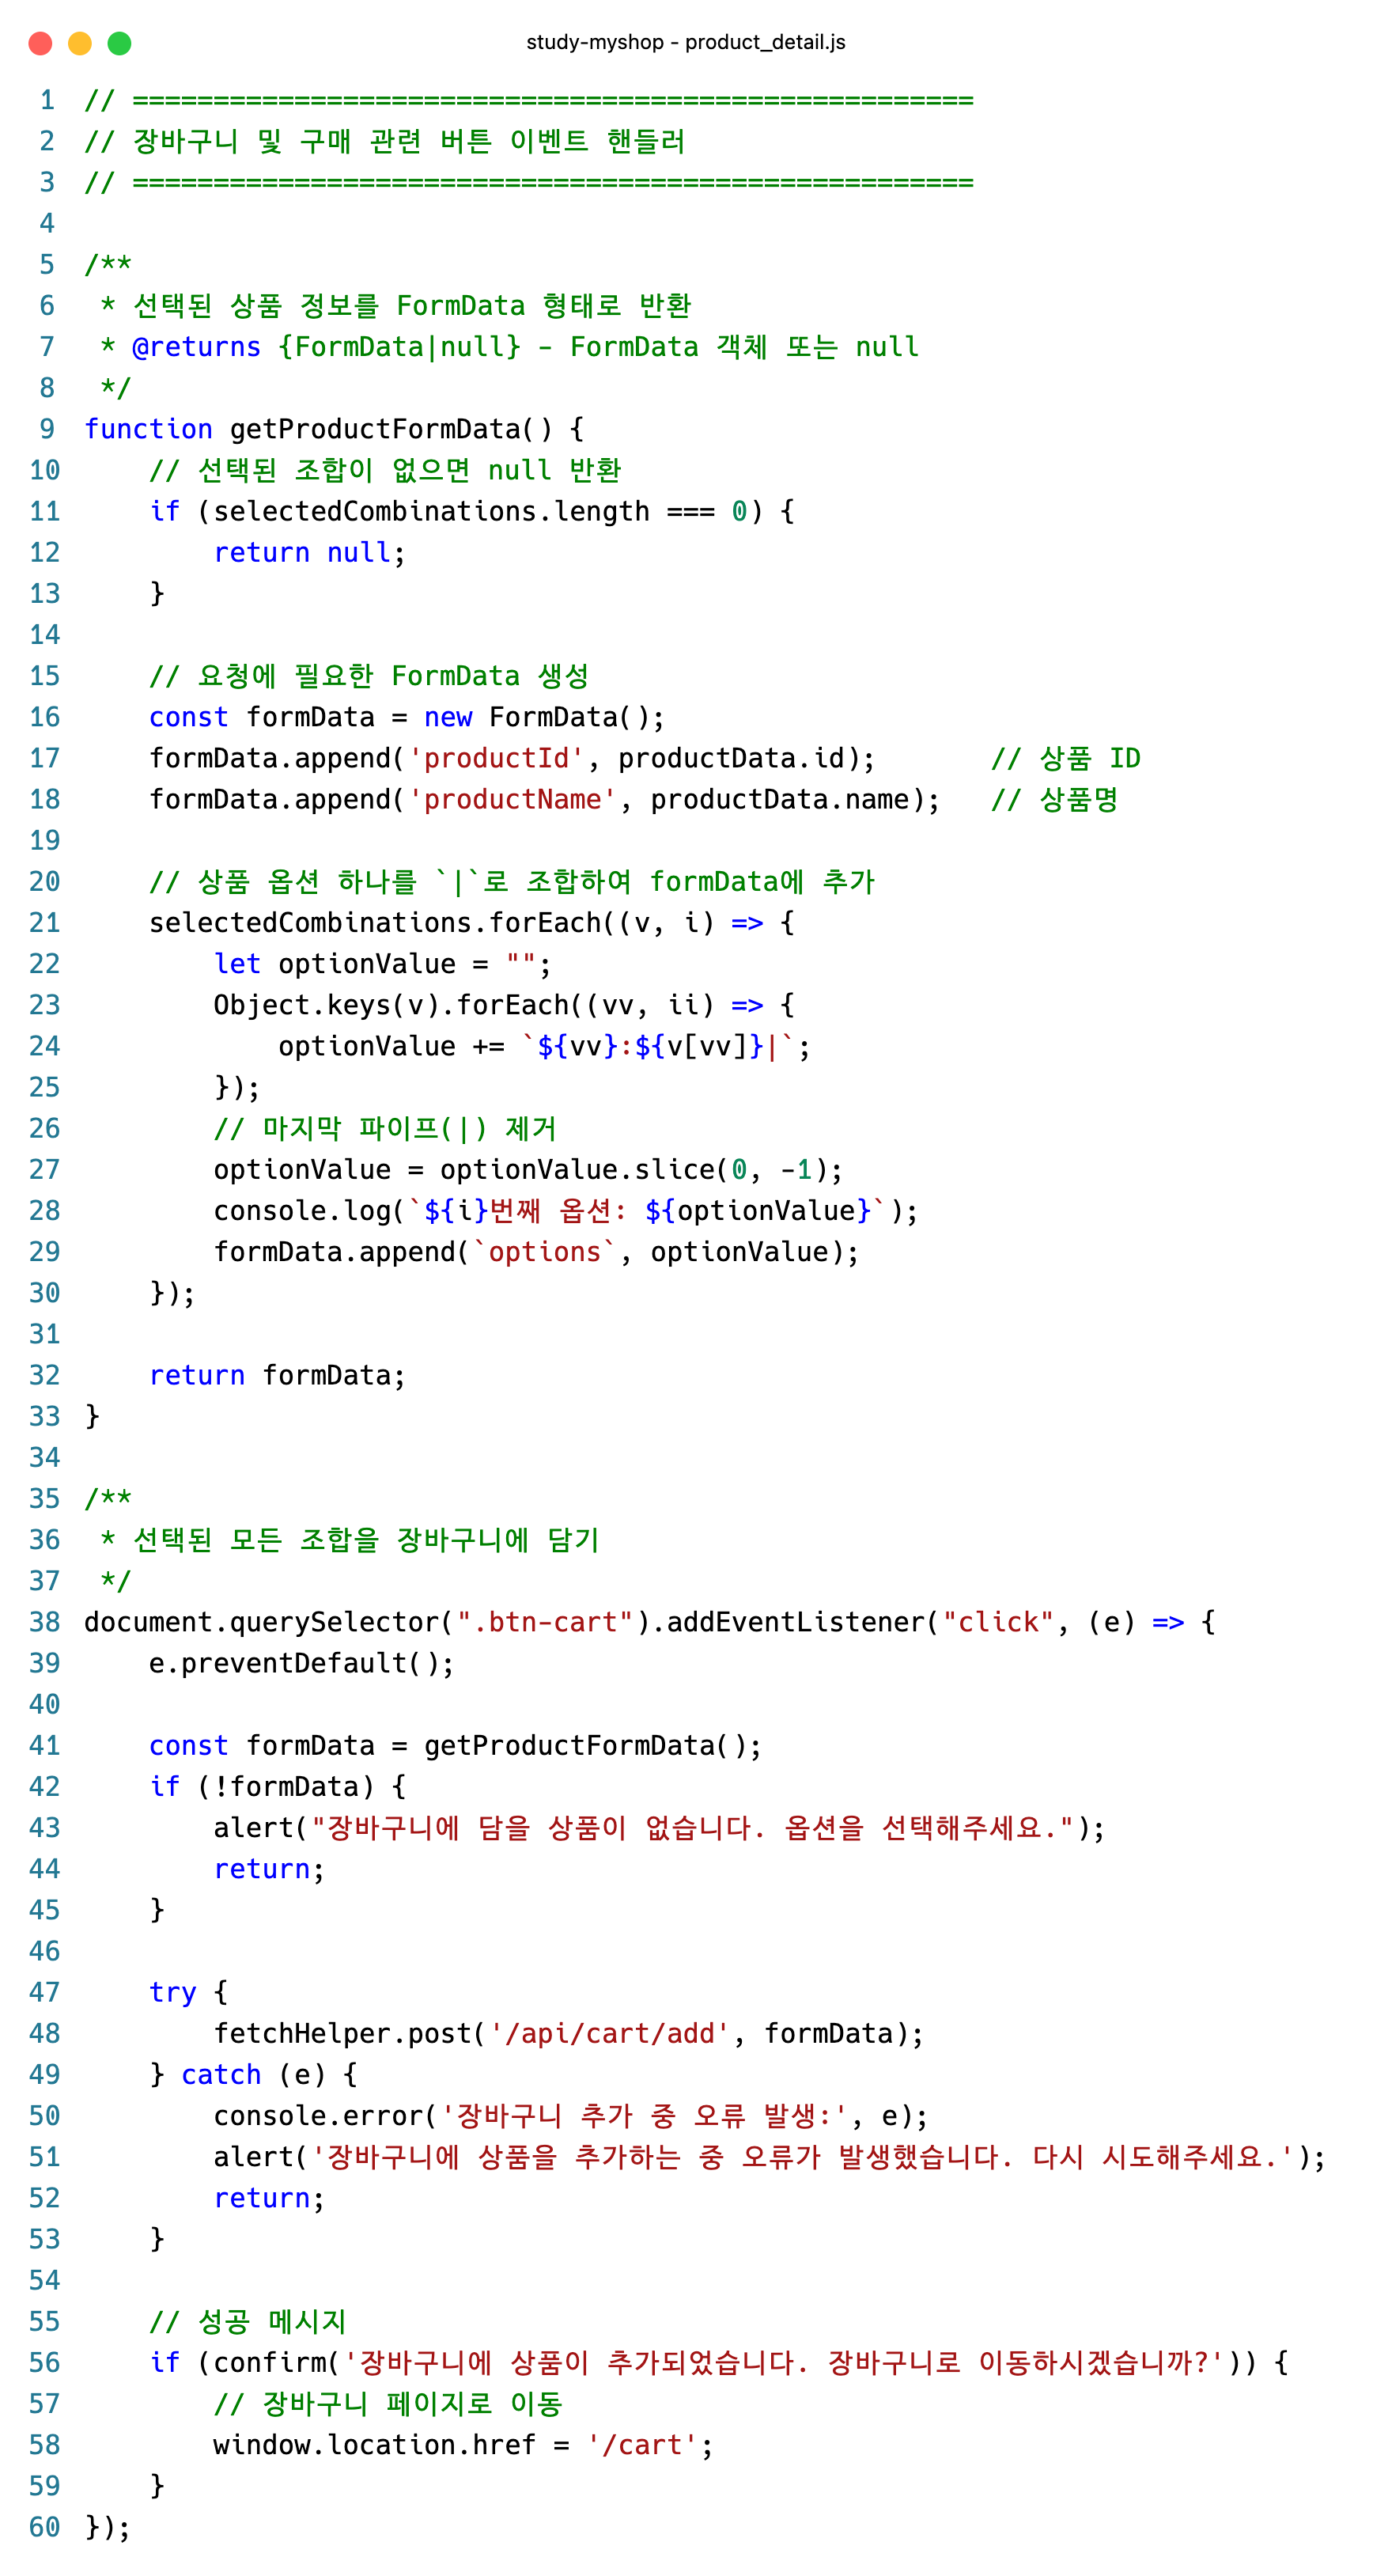 study-myshop - product_detail.js
1 // ====================================================
2 // 장바구니 및 구매 관련 버튼 이벤트 핸들러
3 // ====================================================
4
5 /**
6  * 선택된 상품 정보를 FormData 형태로 반환
7  * @returns {FormData|null} - FormData 객체 또는 null
8  */
9 function getProductFormData() {
10     // 선택된 조합이 없으면 null 반환
11     if (selectedCombinations.length === 0) {
12         return null;
13     }
14
15     // 요청에 필요한 FormData 생성
16     const formData = new FormData();
17     formData.append('productId', productData.id);       // 상품 ID
18     formData.append('productName', productData.name);   // 상품명
19
20     // 상품 옵션 하나를 `|`로 조합하여 formData에 추가
21     selectedCombinations.forEach((v, i) => {
22         let optionValue = "";
23         Object.keys(v).forEach((vv, ii) => {
24             optionValue += `${vv}:${v[vv]}|`;
25         });
26         // 마지막 파이프(|) 제거
27         optionValue = optionValue.slice(0, -1);
28         console.log(`${i}번째 옵션: ${optionValue}`);
29         formData.append(`options`, optionValue);
30     });
31
32     return formData;
33 }
34
35 /**
36  * 선택된 모든 조합을 장바구니에 담기
37  */
38 document.querySelector(".btn-cart").addEventListener("click", (e) => {
39     e.preventDefault();
40
41     const formData = getProductFormData();
42     if (!formData) {
43         alert("장바구니에 담을 상품이 없습니다. 옵션을 선택해주세요.");
44         return;
45     }
46
47     try {
48         fetchHelper.post('/api/cart/add', formData);
49     } catch (e) {
50         console.error('장바구니 추가 중 오류 발생:', e);
51         alert('장바구니에 상품을 추가하는 중 오류가 발생했습니다. 다시 시도해주세요.');
52         return;
53     }
54
55     // 성공 메시지
56     if (confirm('장바구니에 상품이 추가되었습니다. 장바구니로 이동하시겠습니까?')) {
57         // 장바구니 페이지로 이동
58         window.location.href = '/cart';
59     }
60 });